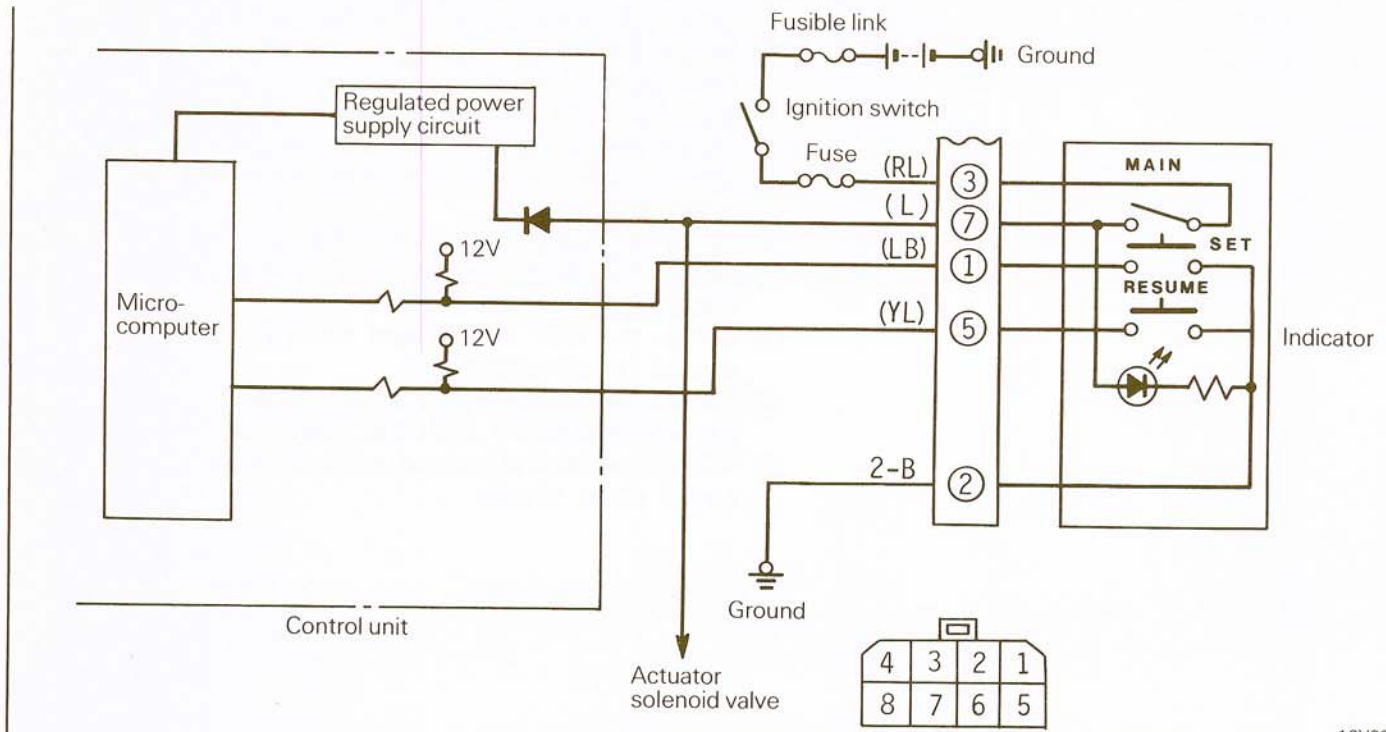 Fusible link
Ground
Regulated power
supply circuit
Ignition switch
Fuse
(RL)
3
MAIN
(L)
7
12V
(LB)
1
SET
Micro-
computer
RESUME
12V
(YL)
5
Indicator
2-B
2
Ground
Control unit
Actuator
solenoid valve
4 3 2 1
8 7 6 5